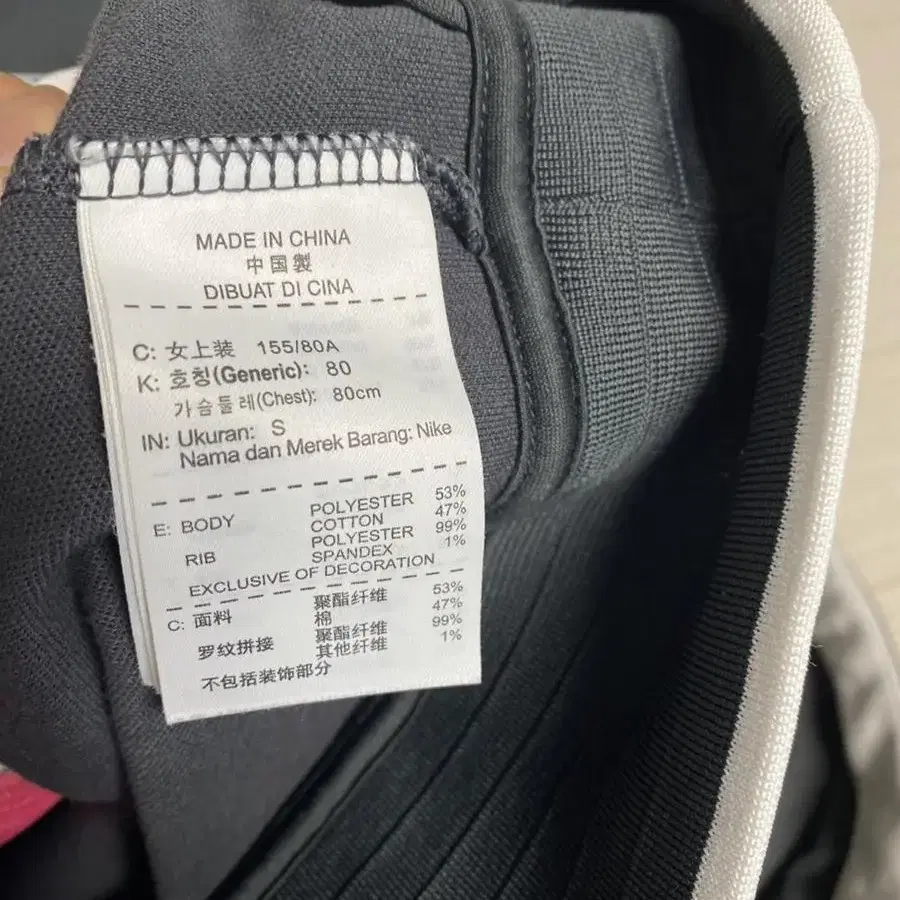 MADE IN CHINA
中国製
DIBUAT DI CINA
C: 女上装 155/80A
K: 호칭(Generic): 80
가슴둘레(Chest): 80cm
IN: Ukuran: S
Nama dan Merek Barang: Nike
E: BODY POLYESTER 53%
COTTON 47%
RIB POLYESTER 99%
SPANDEX 1%
EXCLUSIVE OF DECORATION
C: 面料 聚酯纤维 53%
棉 47%
罗纹拼接 聚酯纤维 99%
其他纤维 1%
不包括装饰部分